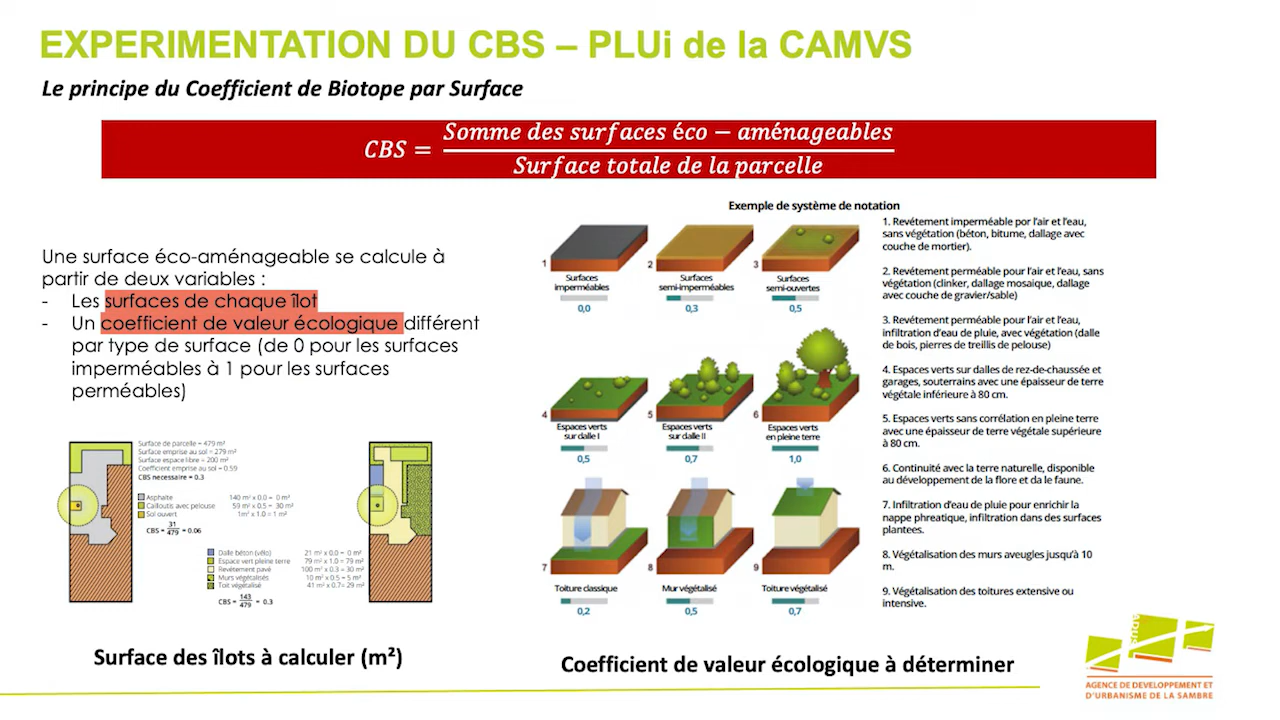 EXPERIMENTATION DU CBS – PLUi de la CAMVS
Le principe du Coefficient de Biotope par Surface
CBS = Somme des surfaces éco − aménageables
Surface totale de la parcelle
Une surface éco-aménageable se calcule à
partir de deux variables :
- Les surfaces de chaque îlot
- Un coefficient de valeur écologique différent
par type de surface (de 0 pour les surfaces
imperméables à 1 pour les surfaces
perméables)
Surface de parcelle = 479 m²
Surface emprise au sol = 279 m²
Surface espace libre = 200 m²
Coefficient emprise au sol = 0.59
CBS necessaire = 0.3
Asphalte 140 m² x 0.0 = 0 m²
Cailloutis avec pelouse 59 m² x 0.5 = 30 m²
Sol ouvert 1m² x 1.0 = 1 m²
CBS = 31
479 = 0.06
Dalle béton (vélo) 21 m² x 0.0 = 0 m²
Espace vert pleine terre 79 m² x 1.0 = 79 m²
Revêtement pavé 100 m² x 0.3 = 30 m²
Murs végétalisés 10 m² x 0.5 = 5 m²
Toit végétalisé 41 m² x 0.7= 29 m²
CBS = 143
479 = 0.3
Surface des îlots à calculer (m²)
Exemple de système de notation
1 2 3
Surfaces
imperméables
0,0
Surfaces
semi-imperméables
0,3
Surfaces
semi-ouvertes
0,5
4 5 6
Espaces verts
sur dalle I
0,5
Espaces verts
sur dalle II
0,7
Espaces verts
en pleine terre
1,0
7 8 9
Toiture classique
0,2
Mur végétalisé
0,5
Toiture végétalisée
0,7
1. Revétement imperméable por l'air et l'eau,
sans végétation (béton, bitume, dallage avec
couche de mortier).
2. Revétement perméable pour l'air et l'eau, sans
végétation (clinker, dallage mosaique, dallage
avec couche de gravier/sable)
3. Revétement perméable pour l'air et l'eau,
infiltration d'eau de pluie, avec végétation (dalle
de bois, pierres de treillis de pelouse)
4. Espaces verts sur dalles de rez-de-chaussée et
garages, souterrains avec une épaisseur de terre
végétale inférieure à 80 cm.
5. Espaces verts sans corrélation en pleine terre
avec une épaisseur de terre végétale supérieure
à 80 cm.
6. Continuité avec la terre naturelle, disponible
au développement de la flore et da le faune.
7. Infiltration d'eau de pluie pour enrichir la
nappe phreatique, infiltration dans des surfaces
plantees.
8. Végétalisation des murs aveugles jusqu'à 10
m.
9. Végétalisation des toitures extensive ou
intensive.
Coefficient de valeur écologique à déterminer
ADUS
AGENCE DE DEVELOPPEMENT ET
D'URBANISME DE LA SAMBRE